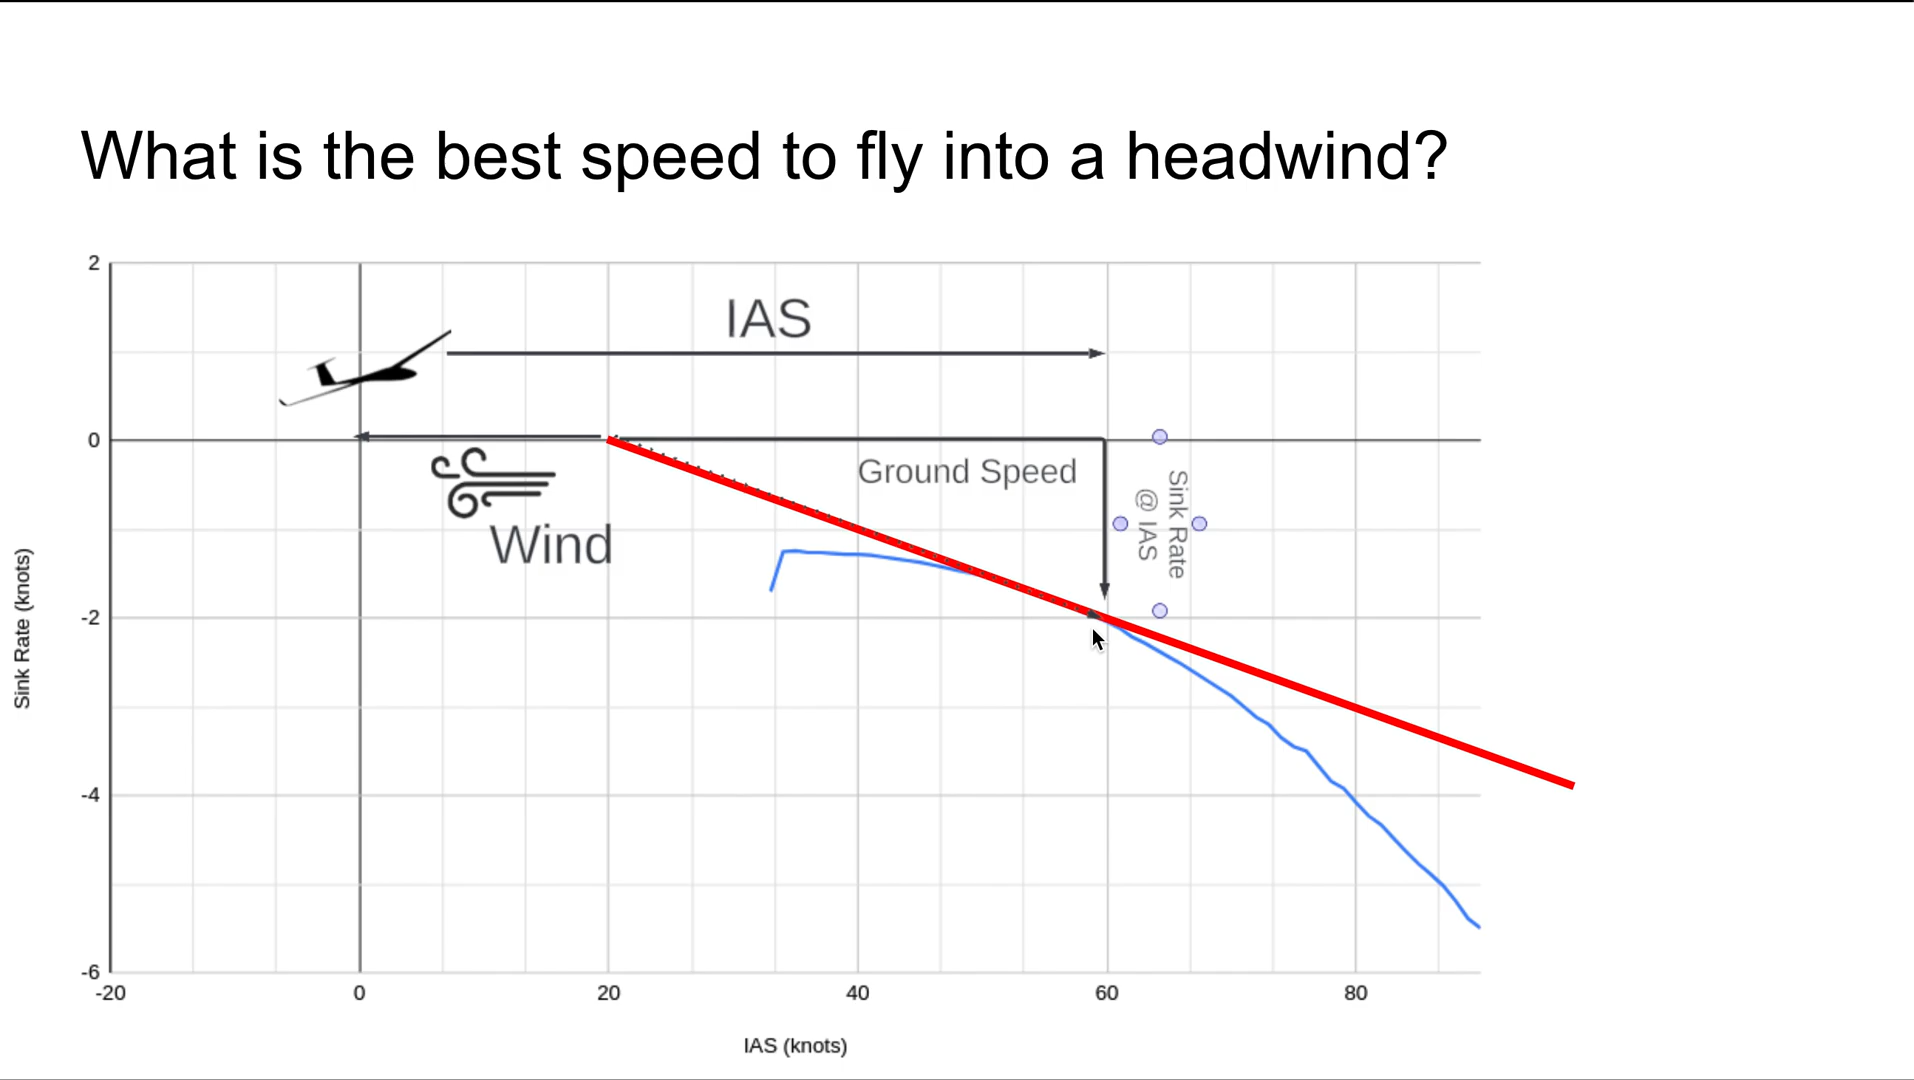 What is the best speed to fly into a headwind?
2
IAS
0
Ground Speed
Sink Rate
@ IAS
Wind
Sink Rate (knots)
-2
-4
-6
-20
0
20
40
60
80
IAS (knots)